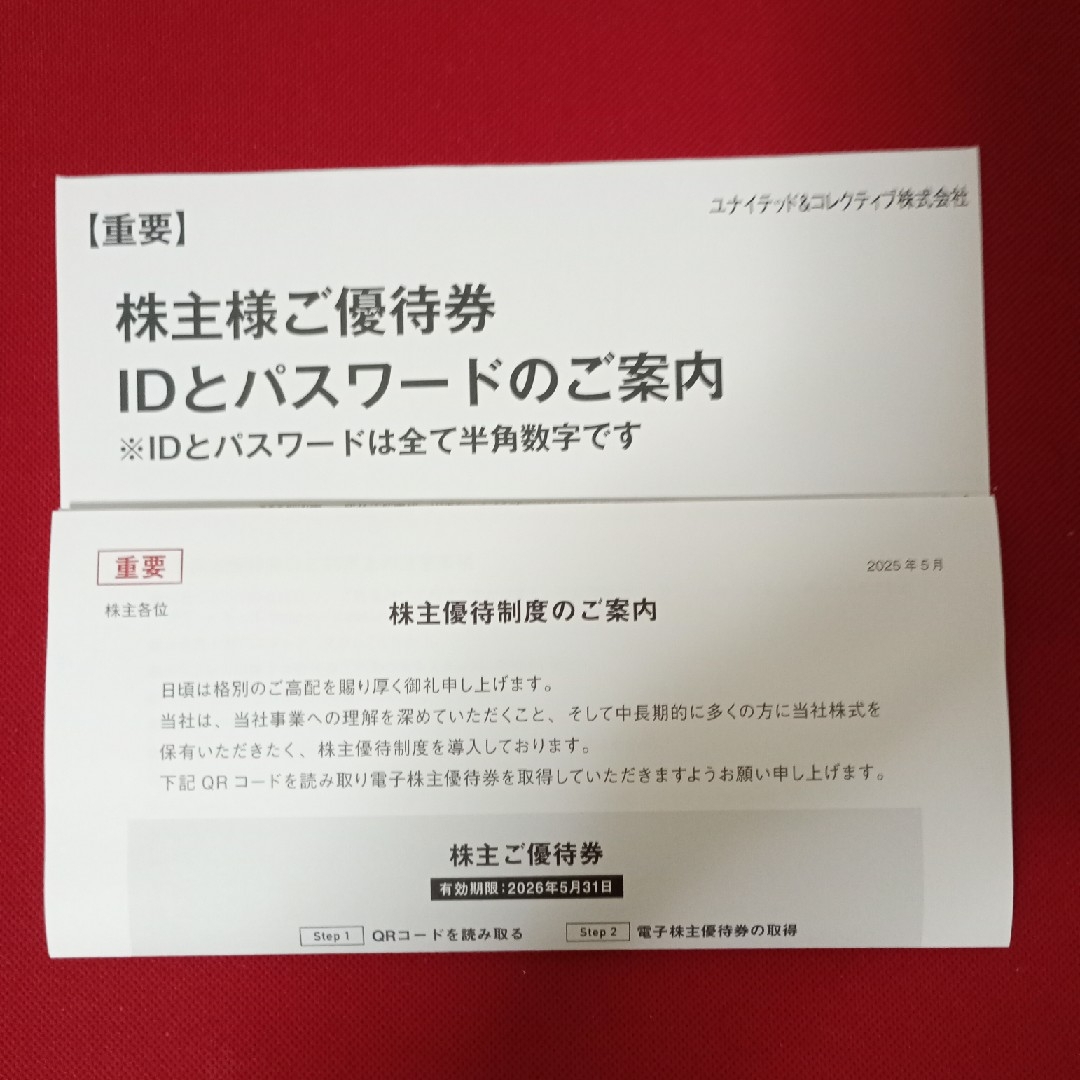 【重要】
ユナイテッド&コレクティブ株式会社
株主様ご優待券
IDとパスワードのご案内
※IDとパスワードは全て半角数字です
重要
2025年5月
株主各位
株主優待制度のご案内
日頃は格別のご高配を賜り厚く御礼申し上げます。
当社は、当社事業への理解を深めていただくこと、そして中長期的に多くの方に当社株式を
保有いただきたく、株主優待制度を導入しております。
下記QRコードを読み取り電子株主優待券を取得していただきますようお願い申し上げます。
株主ご優待券
有効期限:2026年5月31日
Step 1 QRコードを読み取る
Step 2 電子株主優待券の取得